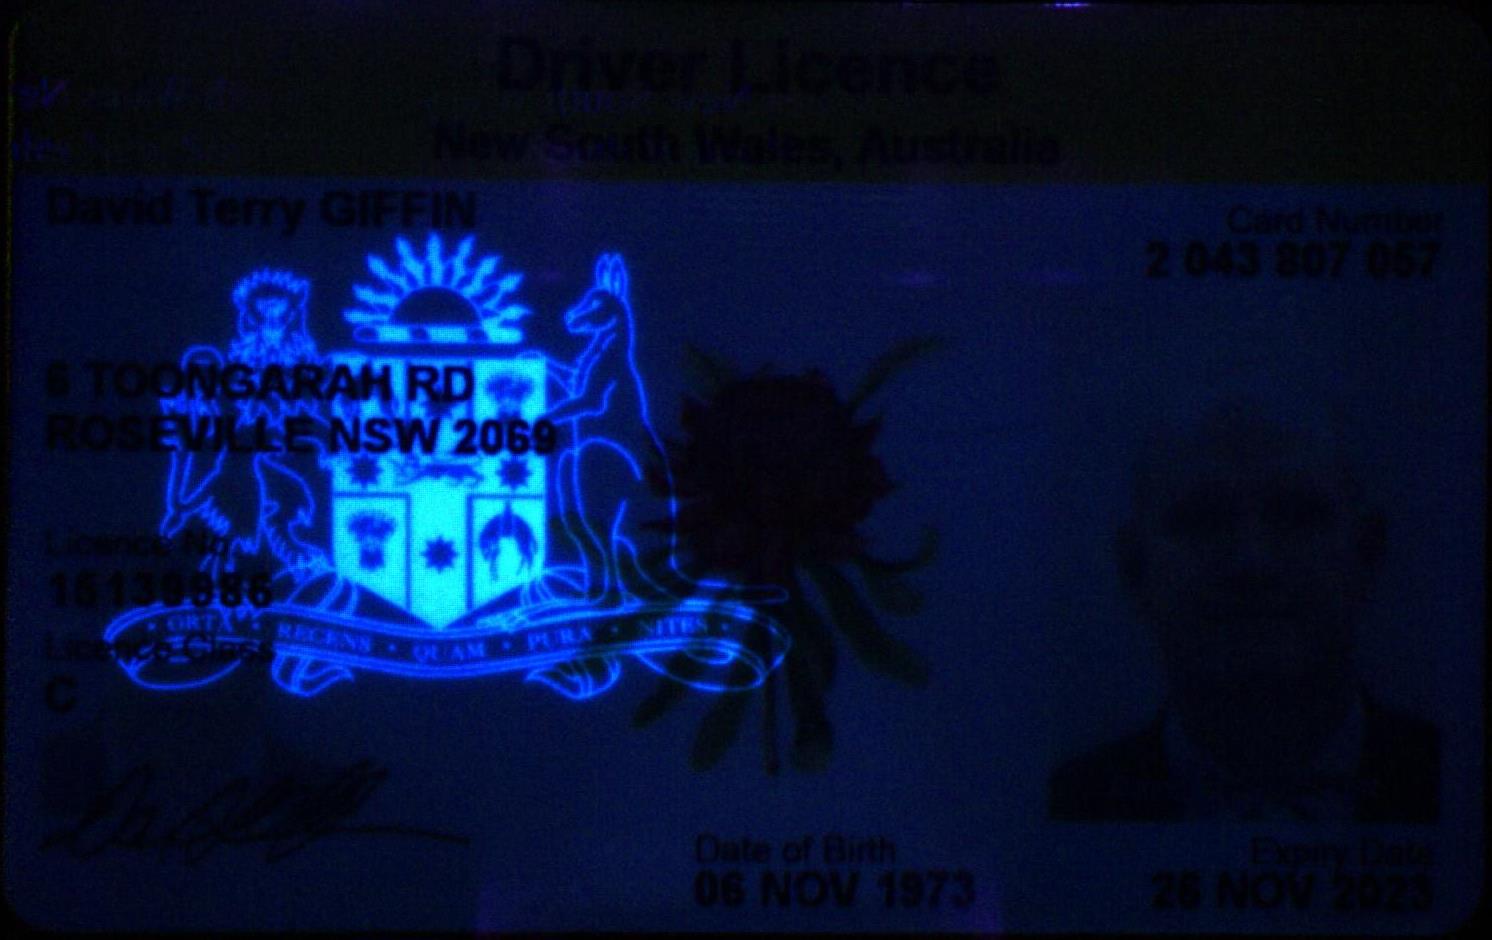 Driver Licence
New South Wales, Australia
David Terry GIFFIN
Card Number
2 043 807 057
6 TOONGARAH RD
ROSEVILLE NSW 2069
Licence No.
16139986
ORTA RECENS QUAM PURA NITES
Licence Class
C
Date of Birth
06 NOV 1973
Expiry Date
26 NOV 2023